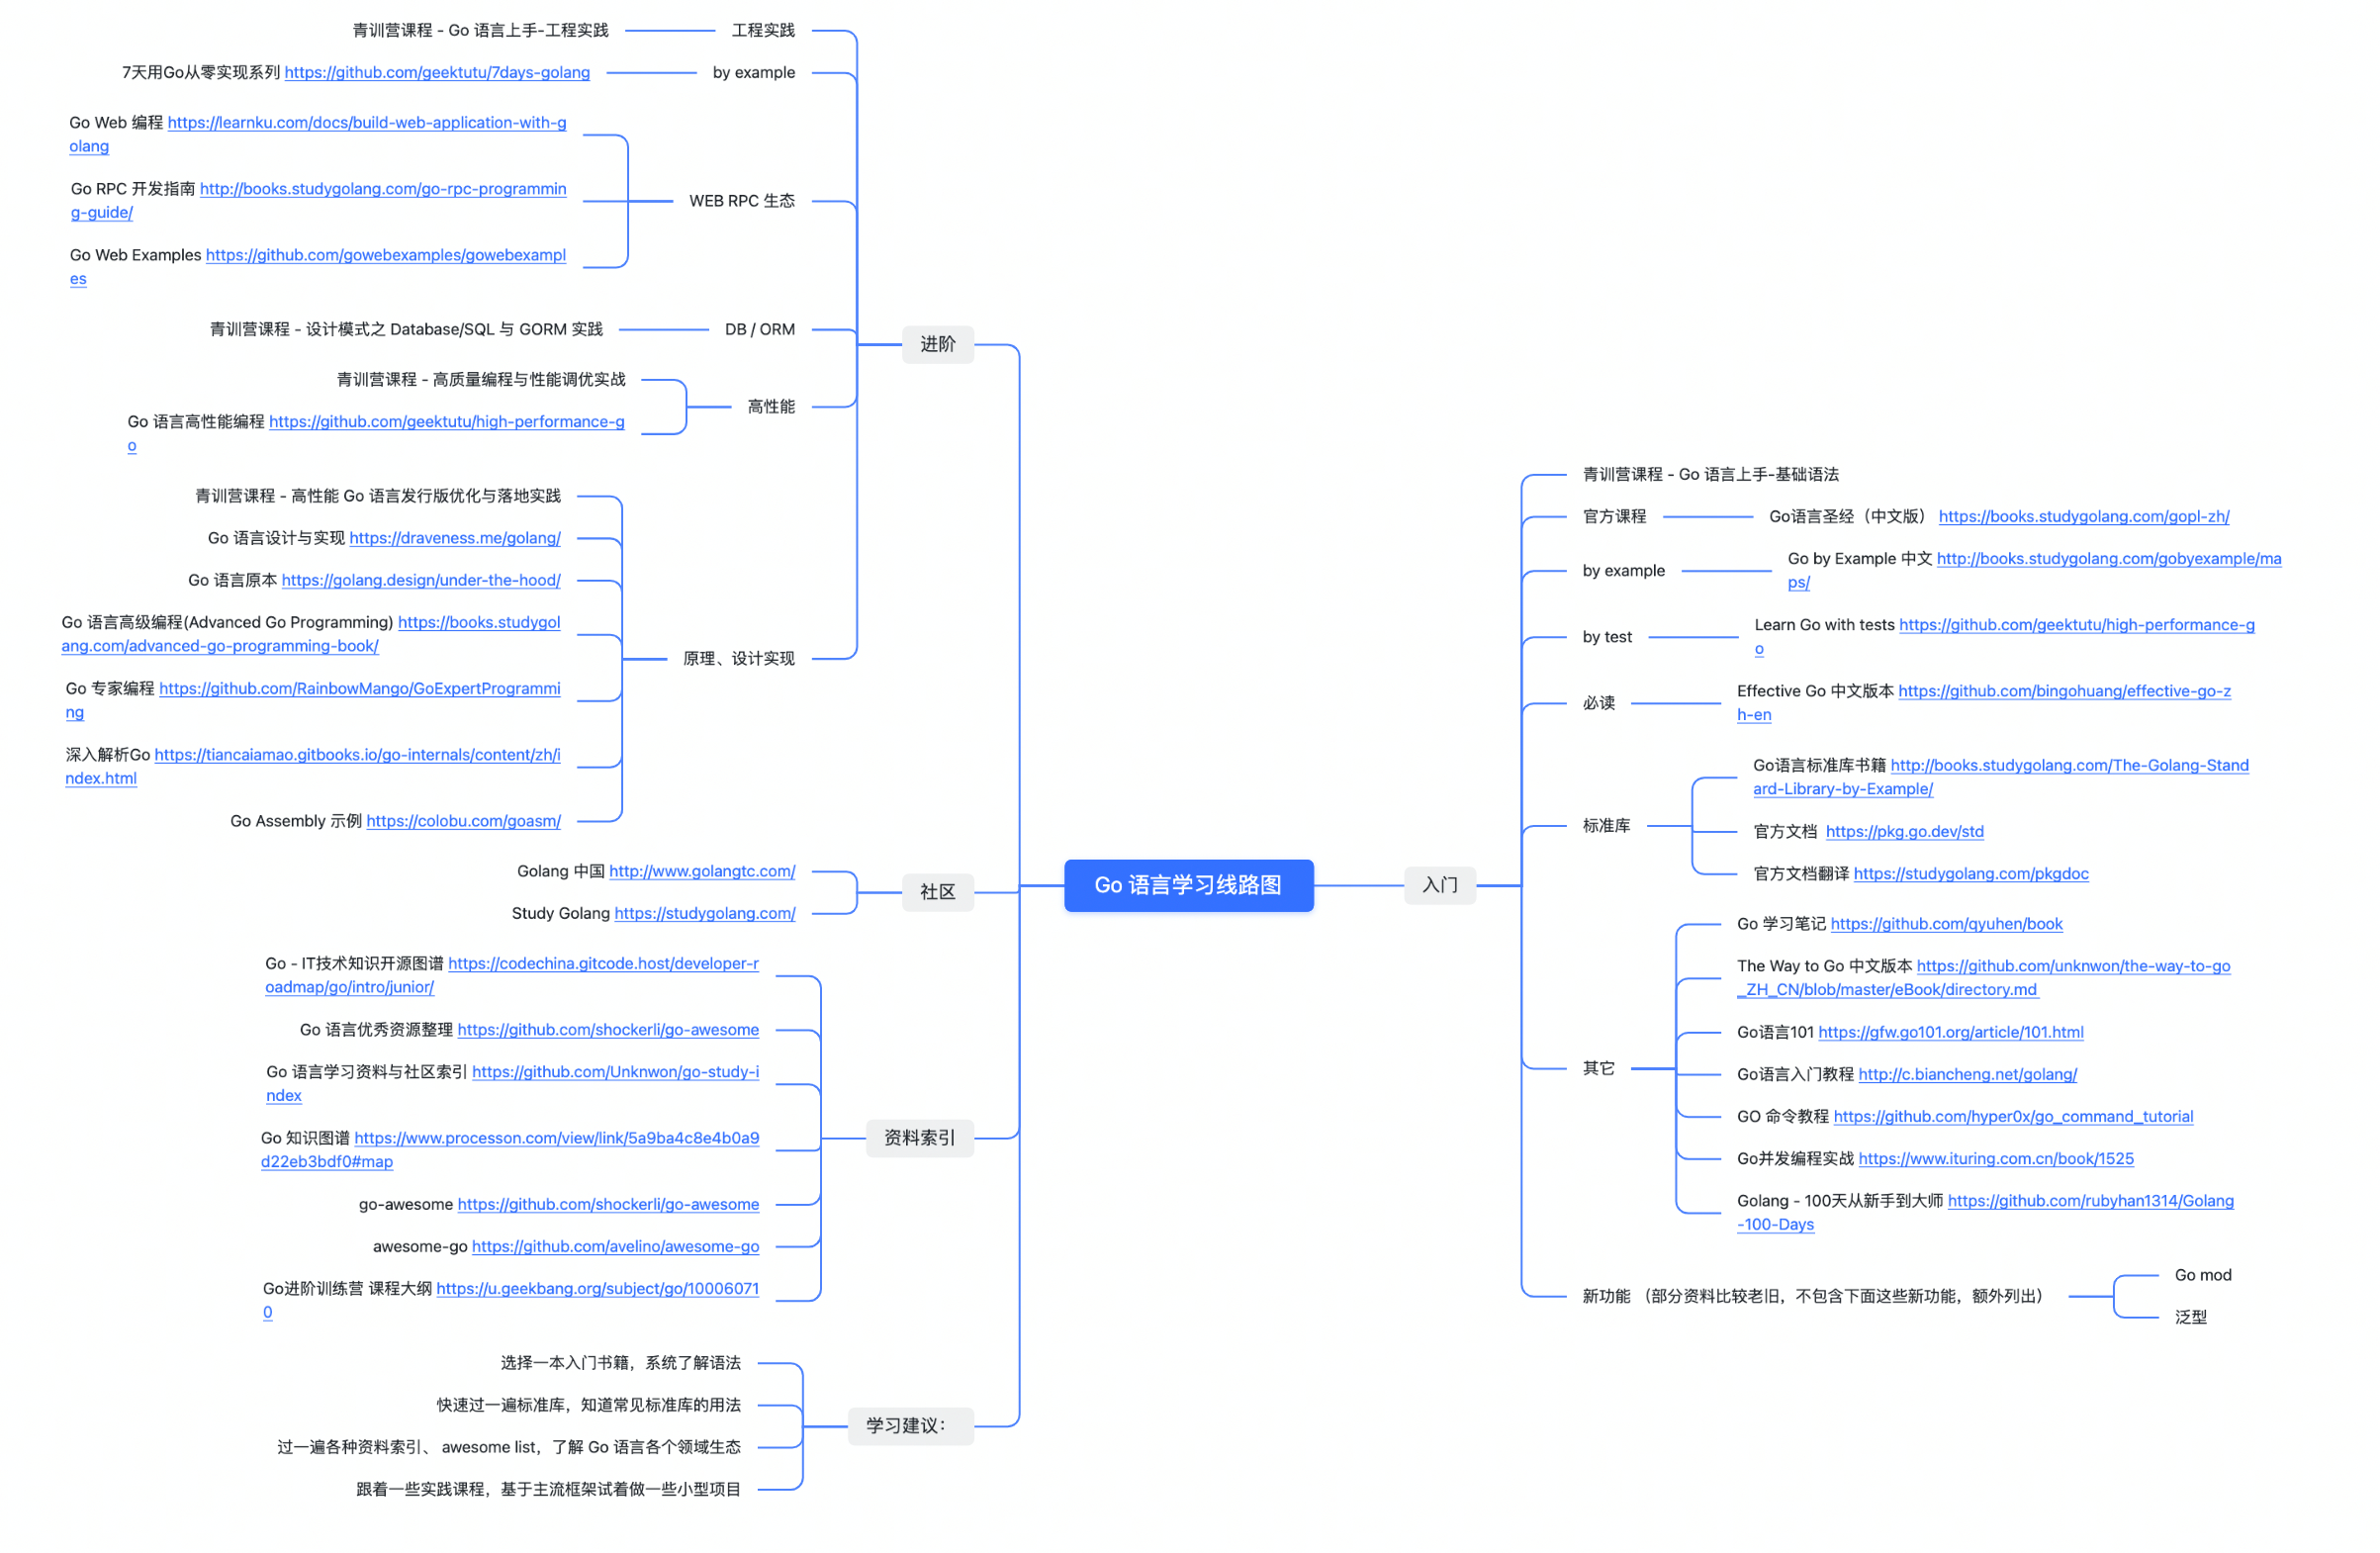 Go 语言学习线路图
入门
青训营课程 - Go 语言上手-基础语法
官方课程
Go语言圣经（中文版） https://books.studygolang.com/gopl-zh/
by example
Go by Example 中文 http://books.studygolang.com/gobyexample/ma
ps/
by test
Learn Go with tests https://github.com/geektutu/high-performance-g
o
必读
Effective Go 中文版本 https://github.com/bingohuang/effective-go-z
h-en
标准库
Go语言标准库书籍 http://books.studygolang.com/The-Golang-Stand
ard-Library-by-Example/
官方文档 https://pkg.go.dev/std
官方文档翻译 https://studygolang.com/pkgdoc
其它
Go 学习笔记 https://github.com/qyuhen/book
The Way to Go 中文版本 https://github.com/unknwon/the-way-to-go
_ZH_CN/blob/master/eBook/directory.md
Go语言101 https://gfw.go101.org/article/101.html
Go语言入门教程 http://c.biancheng.net/golang/
GO 命令教程 https://github.com/hyper0x/go_command_tutorial
Go并发编程实战 https://www.ituring.com.cn/book/1525
Golang - 100天从新手到大师 https://github.com/rubyhan1314/Golang
-100-Days
新功能 （部分资料比较老旧，不包含下面这些新功能，额外列出）
Go mod
泛型
进阶
工程实践
青训营课程 - Go 语言上手-工程实践
by example
7天用Go从零实现系列 https://github.com/geektutu/7days-golang
WEB RPC 生态
Go Web 编程 https://learnku.com/docs/build-web-application-with-g
olang
Go RPC 开发指南 http://books.studygolang.com/go-rpc-programmin
g-guide/
Go Web Examples https://github.com/gowebexamples/gowebexampl
es
DB / ORM
青训营课程 - 设计模式之 Database/SQL 与 GORM 实践
高性能
青训营课程 - 高质量编程与性能调优实战
Go 语言高性能编程 https://github.com/geektutu/high-performance-g
o
原理、设计实现
青训营课程 - 高性能 Go 语言发行版优化与落地实践
Go 语言设计与实现 https://draveness.me/golang/
Go 语言原本 https://golang.design/under-the-hood/
Go 语言高级编程(Advanced Go Programming) https://books.studygol
ang.com/advanced-go-programming-book/
Go 专家编程 https://github.com/RainbowMango/GoExpertProgrammi
ng
深入解析Go https://tiancaiamao.gitbooks.io/go-internals/content/zh/i
ndex.html
Go Assembly 示例 https://colobu.com/goasm/
社区
Golang 中国 http://www.golangtc.com/
Study Golang https://studygolang.com/
资料索引
Go - IT技术知识开源图谱 https://codechina.gitcode.host/developer-r
oadmap/go/intro/junior/
Go 语言优秀资源整理 https://github.com/shockerli/go-awesome
Go 语言学习资料与社区索引 https://github.com/Unknwon/go-study-i
ndex
Go 知识图谱 https://www.processon.com/view/link/5a9ba4c8e4b0a9
d22eb3bdf0#map
go-awesome https://github.com/shockerli/go-awesome
awesome-go https://github.com/avelino/awesome-go
Go进阶训练营 课程大纲 https://u.geekbang.org/subject/go/10006071
0
学习建议：
选择一本入门书籍，系统了解语法
快速过一遍标准库，知道常见标准库的用法
过一遍各种资料索引、 awesome list，了解 Go 语言各个领域生态
跟着一些实践课程，基于主流框架试着做一些小型项目